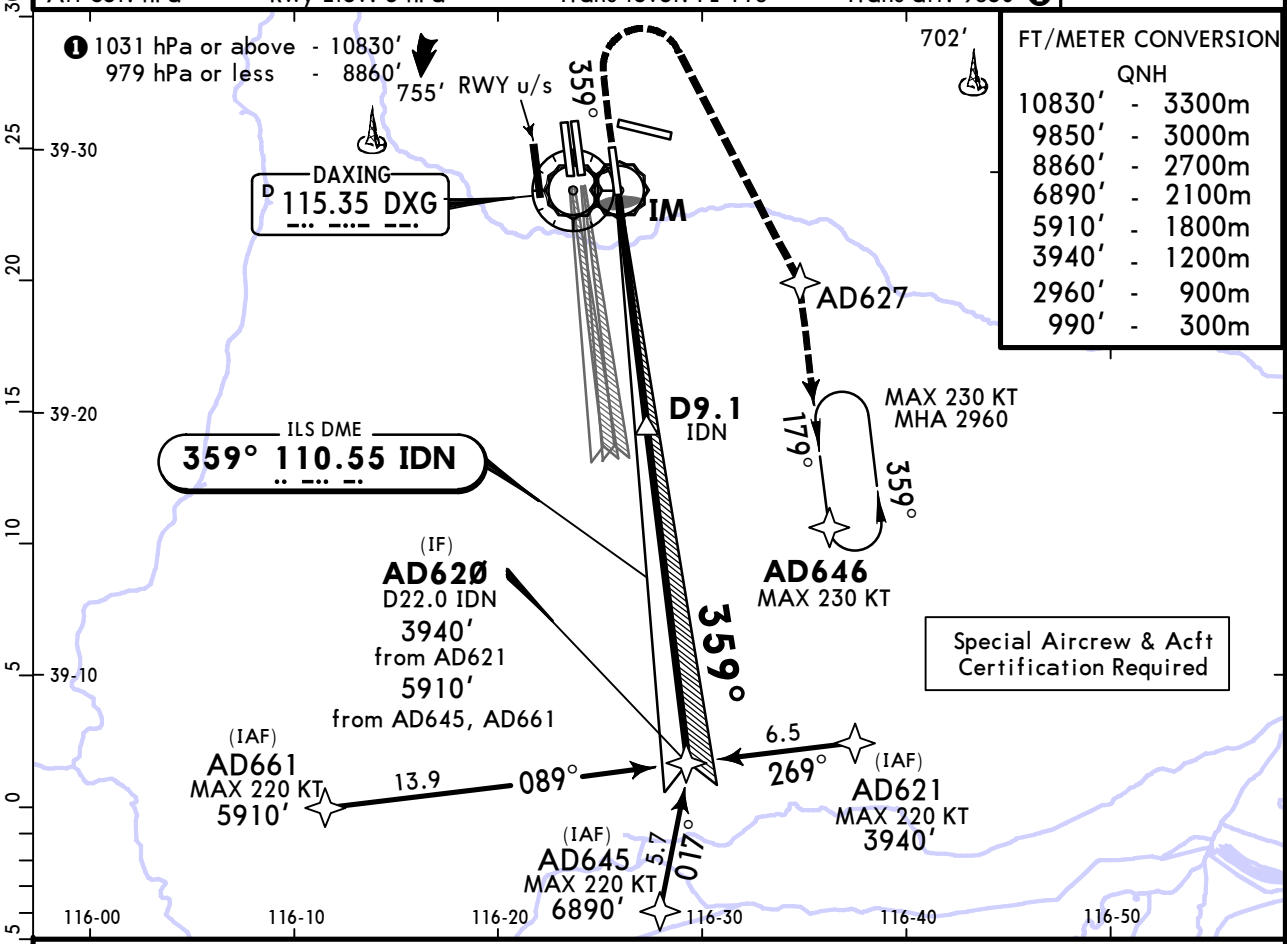 ❶ 1031 hPa or above - 10830'
979 hPa or less - 8860'
755'
RWY u/s
359°
702'
FT/METER CONVERSION
QNH
10830' - 3300m
9850' - 3000m
8860' - 2700m
6890' - 2100m
5910' - 1800m
3940' - 1200m
2960' - 900m
990' - 300m
25
39-30
DAXING
D 115.35 DXG
IM
20
AD627
15
39-20
D9.1
IDN
MAX 230 KT
MHA 2960
179°
359°
ILS DME
359° 110.55 IDN
10
(IF)
AD62Ø
D22.0 IDN
3940'
from AD621
5910'
from AD645, AD661
AD646
MAX 230 KT
359°
Special Aircrew & Acft
Certification Required
5
39-10
(IAF)
AD661
MAX 220 KT
5910'
13.9
089°
6.5
269°
(IAF)
AD621
MAX 220 KT
3940'
0
(IAF)
AD645
MAX 220 KT
6890'
5.7
017°
5
116-00
116-10
116-20
116-30
116-40
116-50